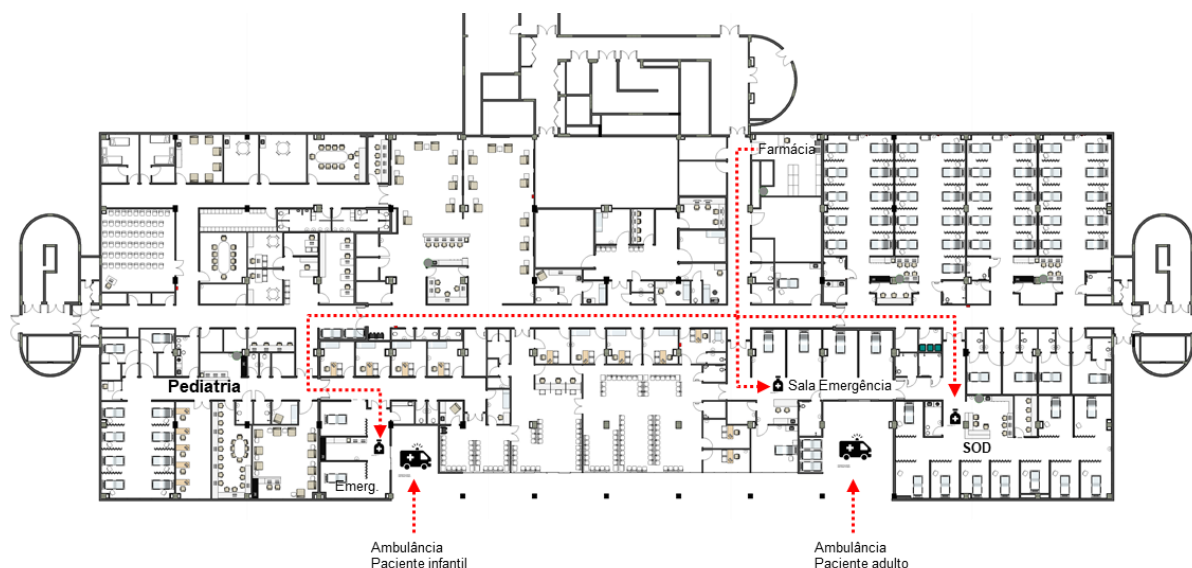 Farmácia
Pediatria
Sala Emergência
SOD
Emerg.
Ambulância
Paciente infantil
Ambulância
Paciente adulto